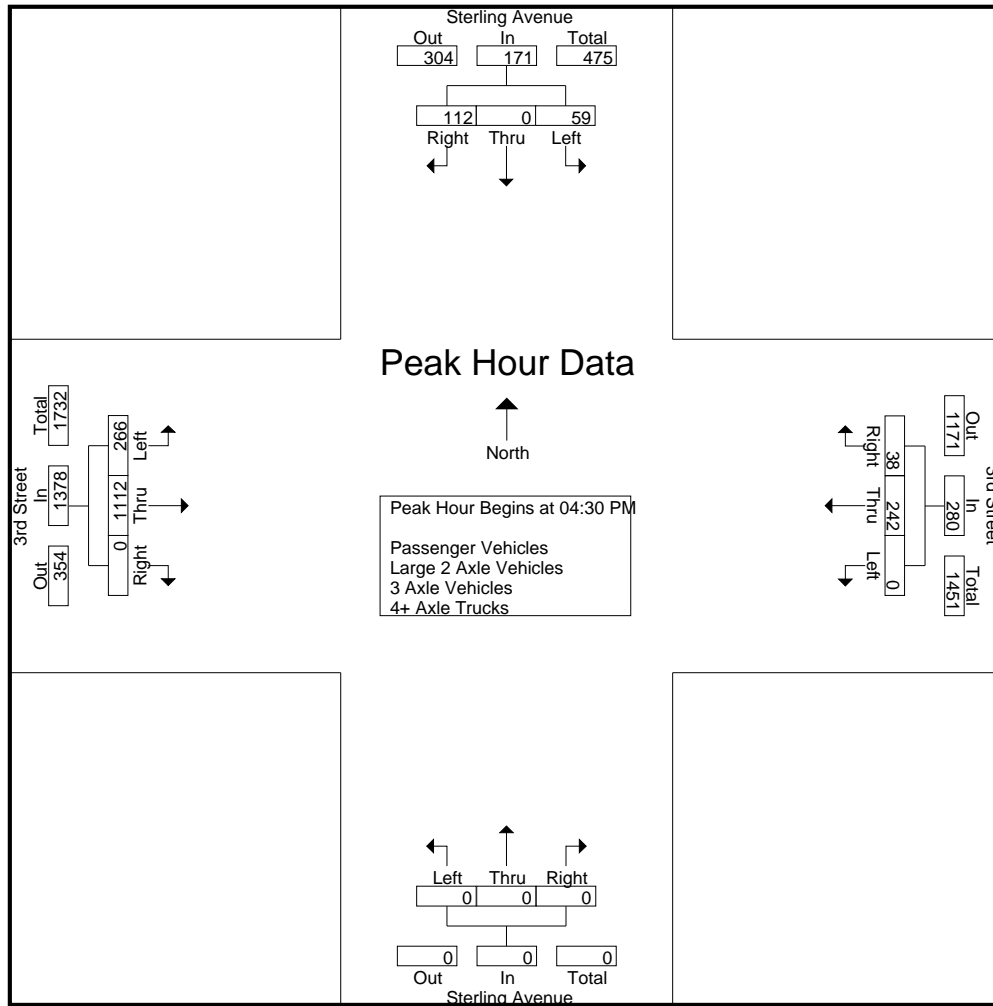 Sterling Avenue
Out In Total
304 171 475
112 0 59
Right Thru Left
Peak Hour Data
North
Peak Hour Begins at 04:30 PM
Passenger Vehicles
Large 2 Axle Vehicles
3 Axle Vehicles
4+ Axle Trucks
3rd Street
Out In Total
354 1378 1732
Left Thru Right
266 1112 0
3rd Street
Out In Total
1171 280 1451
Right Thru Left
38 242 0
Left Thru Right
0 0 0
0 0 0
Out In Total
Sterling Avenue